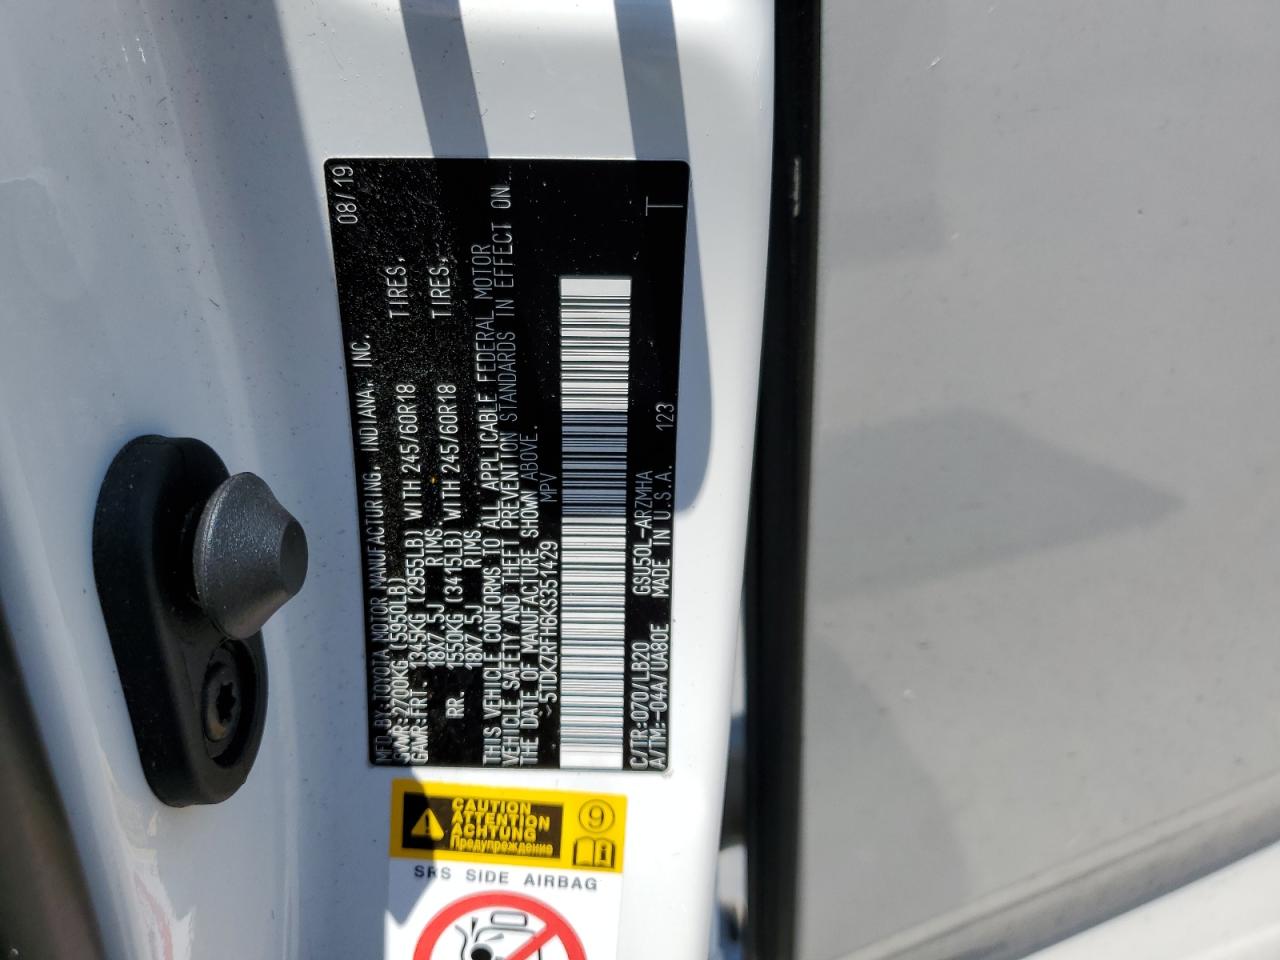 MFD.BY:TOYOTA MOTOR MANUFACTURING, INDIANA, INC. 08/19
GVWR:2700KG (5950LB)
GAWR:FRT. 1345KG (2955LB) WITH 245/60R18 TIRES,
18X7.5J RIMS,
RR. 1550KG (3415LB) WITH 245/60R18 TIRES,
18X7.5J RIMS
THIS VEHICLE CONFORMS TO ALL APPLICABLE FEDERAL MOTOR
VEHICLE SAFETY AND THEFT PREVENTION STANDARDS IN EFFECT ON
THE DATE OF MANUFACTURE SHOWN ABOVE.
5TDKZRFH6KS351429 MPV
C/TR:070/LB20 GSU50L-ARZMHA
A/TM:-04A/UA80E MADE IN U.S.A. 123 T
CAUTION
ATTENTION
ACHTUNG
Предупреждение
9
SRS SIDE AIRBAG